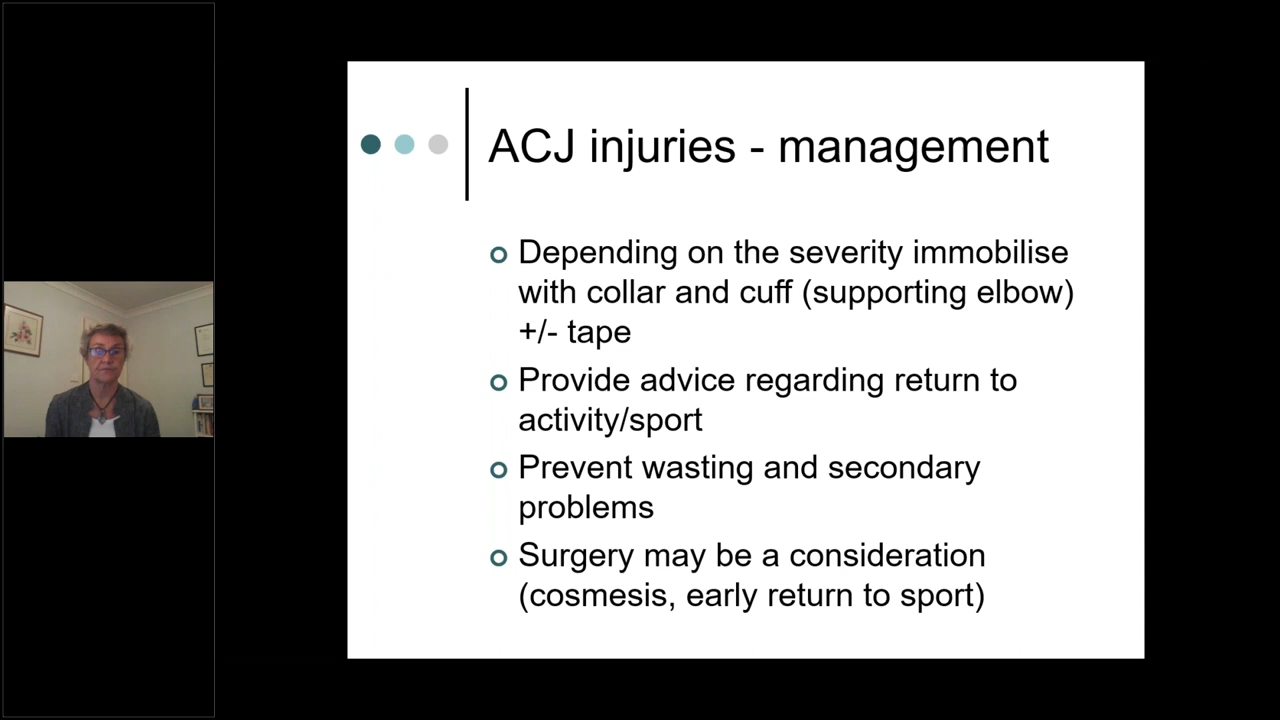 ACJ injuries - management
Depending on the severity immobilise
with collar and cuff (supporting elbow)
+/- tape
Provide advice regarding return to
activity/sport
Prevent wasting and secondary
problems
Surgery may be a consideration
(cosmesis, early return to sport)